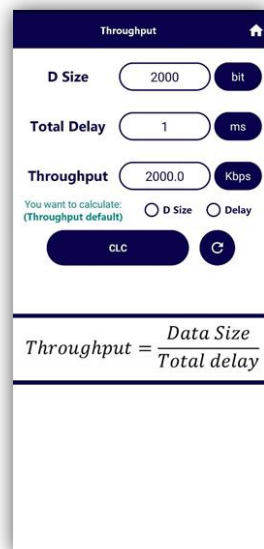 Throughput
D Size 2000 bit
Total Delay 1 ms
Throughput 2000.0 Kbps
You want to calculate:
(Throughput default) D Size Delay
CLC
Throughput = Data Size / Total delay